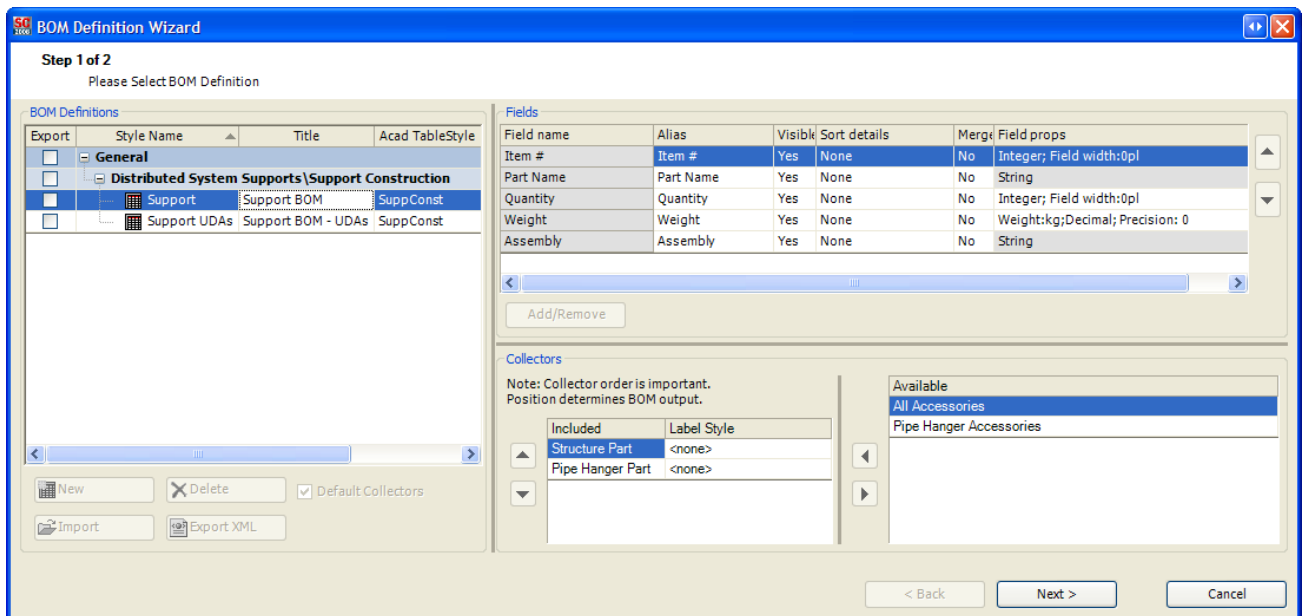 SC 2008 BOM Definition Wizard
Step 1 of 2
Please Select BOM Definition
BOM Definitions
Export Style Name Title Acad TableStyle
General
Distributed System Supports\Support Construction
Support Support BOM SuppConst
Support UDAs Support BOM - UDAs SuppConst
New Delete Default Collectors
Import Export XML
Fields
Field name Alias Visible Sort details Merge Field props
Item # Item # Yes None No Integer; Field width:0pl
Part Name Part Name Yes None No String
Quantity Quantity Yes None No Integer; Field width:0pl
Weight Weight Yes None No Weight:kg;Decimal; Precision: 0
Assembly Assembly Yes None No String
Add/Remove
Collectors
Note: Collector order is important.
Position determines BOM output.
Included Label Style
Structure Part <none>
Pipe Hanger Part <none>
Available
All Accessories
Pipe Hanger Accessories
< Back Next > Cancel